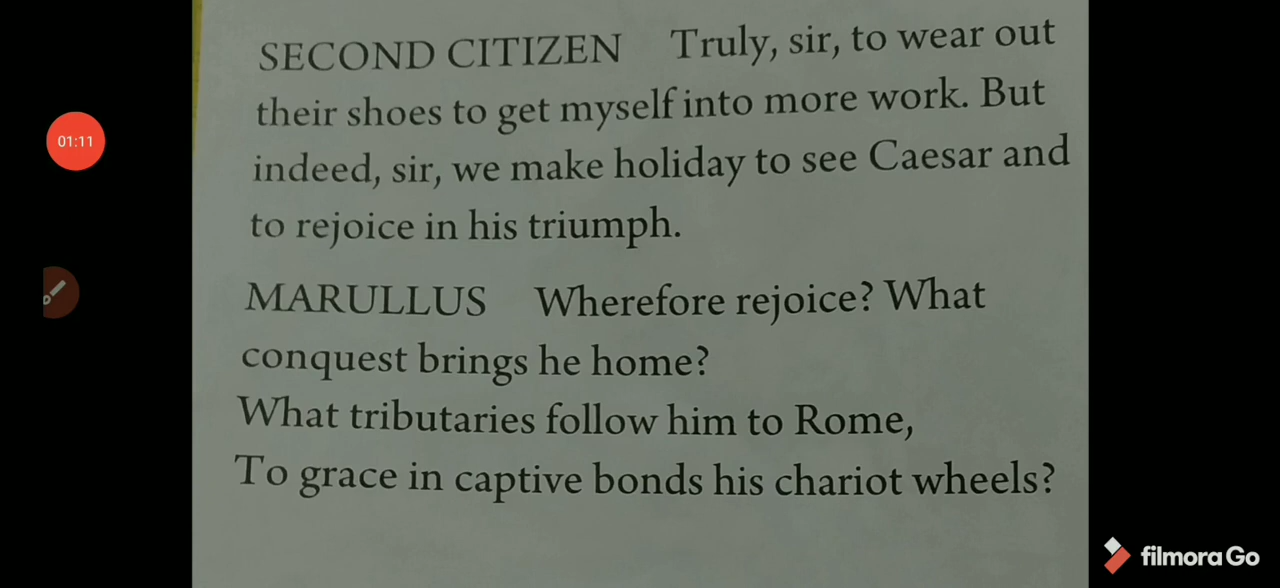 SECOND CITIZEN Truly, sir, to wear out
their shoes to get myself into more work. But
indeed, sir, we make holiday to see Caesar and
to rejoice in his triumph.
MARULLUS Wherefore rejoice? What
conquest brings he home?
What tributaries follow him to Rome,
To grace in captive bonds his chariot wheels?
01:11
filmoraGo